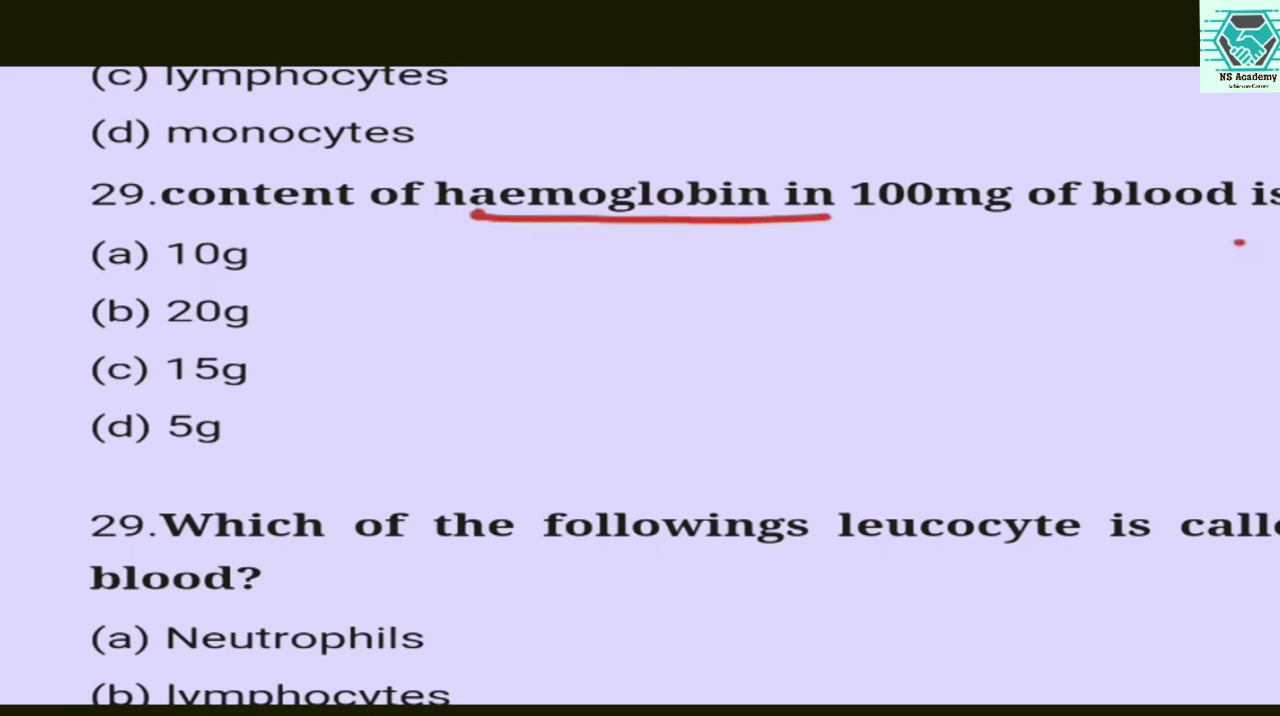 NS Academy
(c) lymphocytes
(d) monocytes
29.content of haemoglobin in 100mg of blood is
(a) 10g
(b) 20g
(c) 15g
(d) 5g
29.Which of the followings leucocyte is
blood?
(a) Neutrophils
(b) lymphocytes